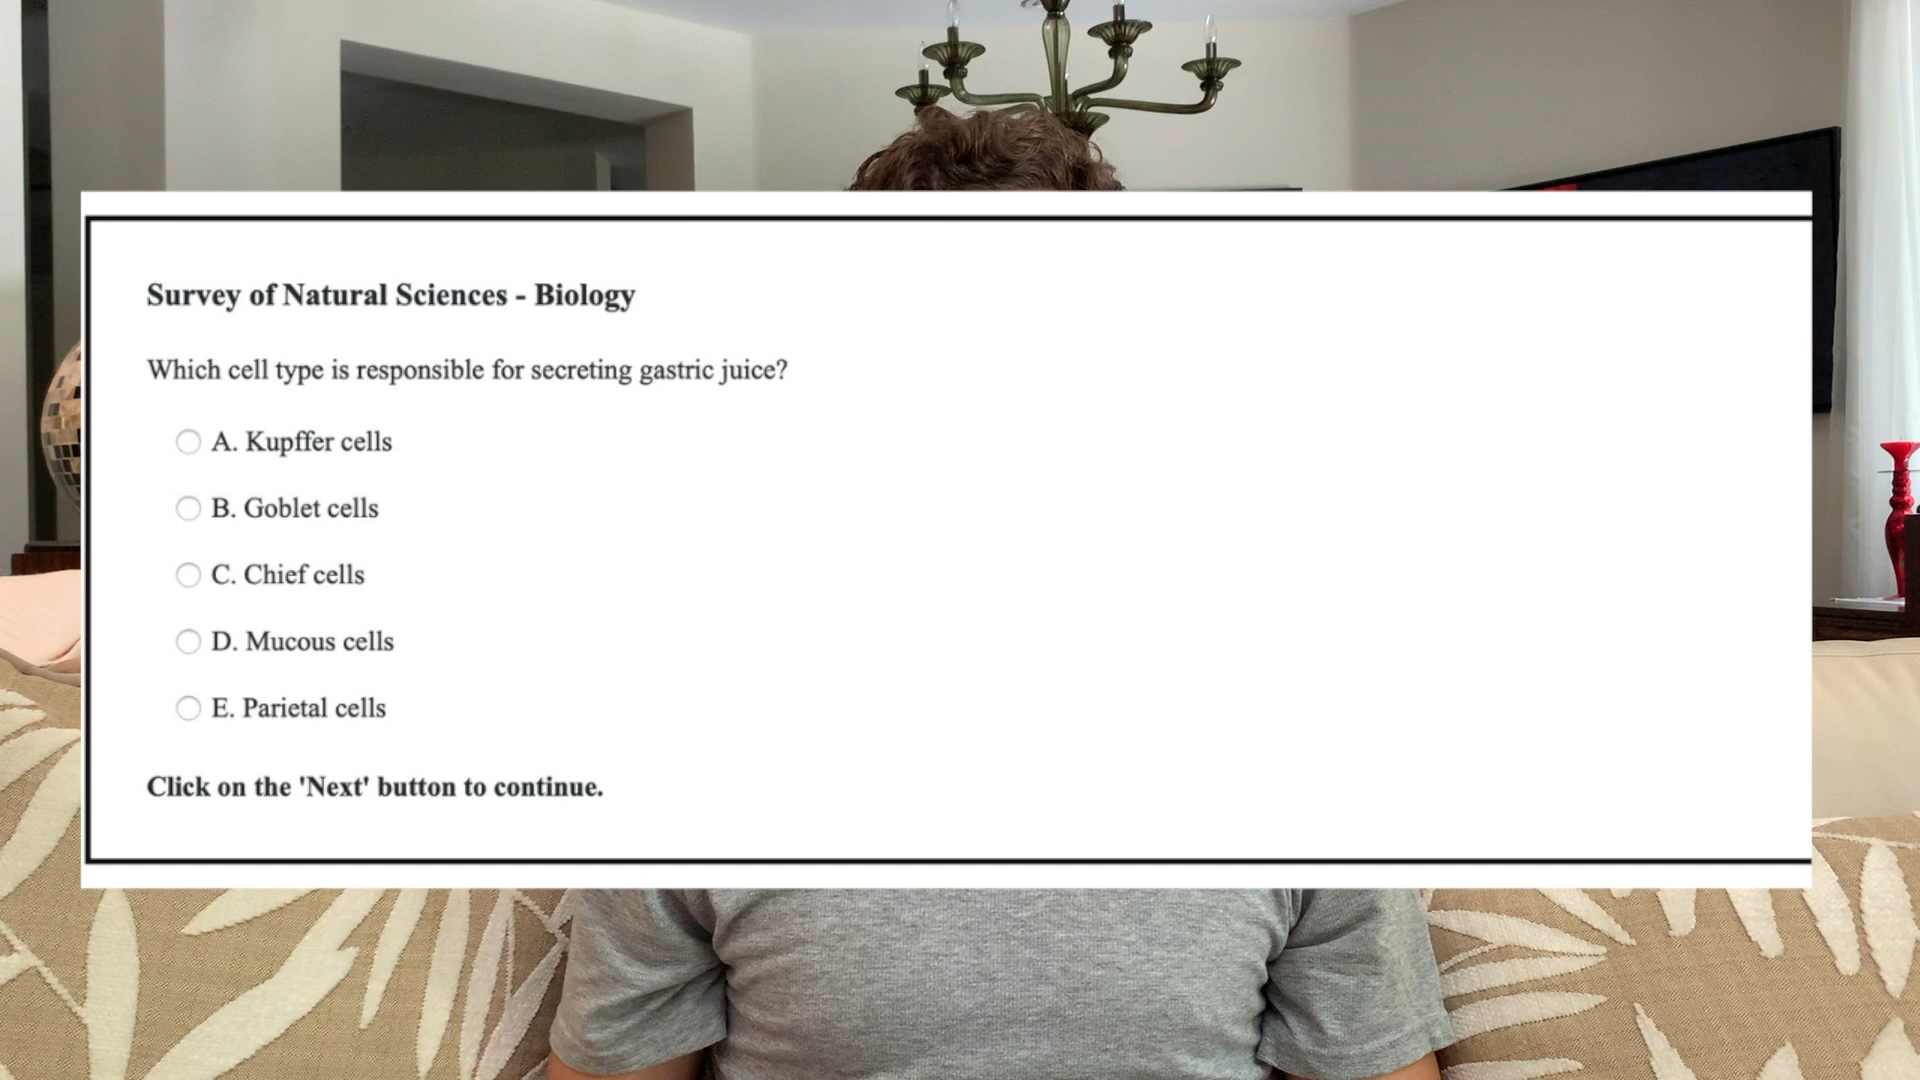 Survey of Natural Sciences - Biology
Which cell type is responsible for secreting gastric juice?
A. Kupffer cells
B. Goblet cells
C. Chief cells
D. Mucous cells
E. Parietal cells
Click on the 'Next' button to continue.